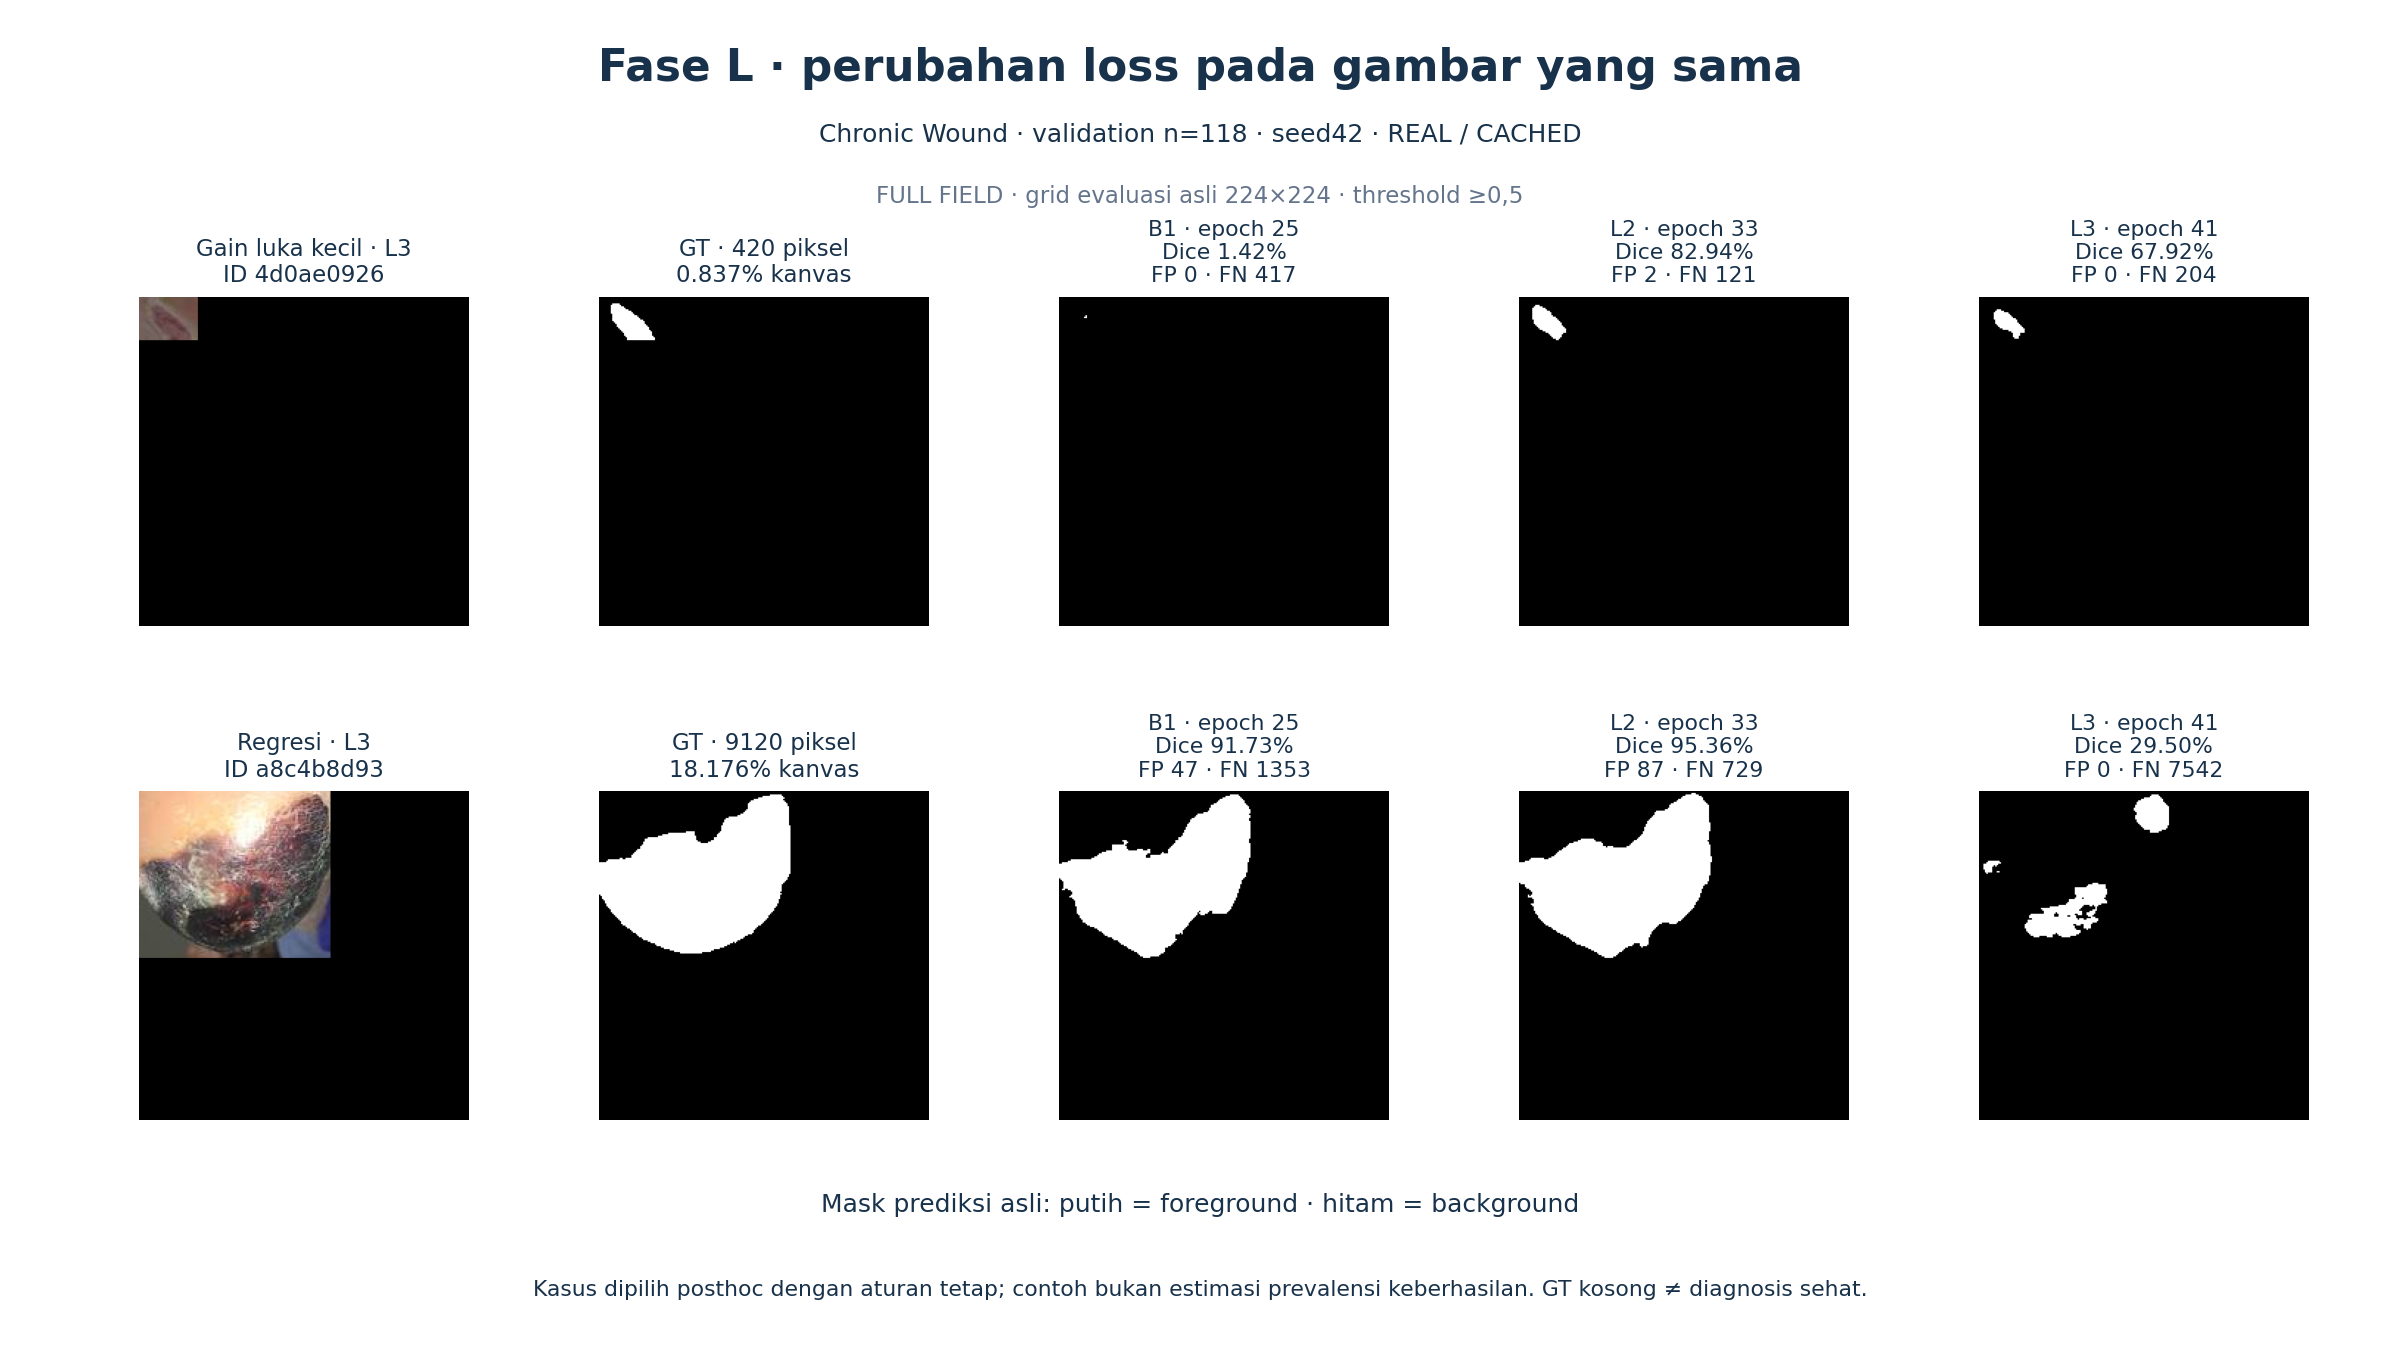 Fase L · perubahan loss pada gambar yang sama
Chronic Wound · validation n=118 · seed42 · REAL / CACHED
FULL FIELD · grid evaluasi asli 224×224 · threshold ≥0,5
Gain luka kecil · L3
ID 4d0ae0926
GT · 420 piksel
0.837% kanvas
B1 · epoch 25
Dice 1.42%
FP 0 · FN 417
L2 · epoch 33
Dice 82.94%
FP 2 · FN 121
L3 · epoch 41
Dice 67.92%
FP 0 · FN 204
Regresi · L3
ID a8c4b8d93
GT · 9120 piksel
18.176% kanvas
B1 · epoch 25
Dice 91.73%
FP 47 · FN 1353
L2 · epoch 33
Dice 95.36%
FP 87 · FN 729
L3 · epoch 41
Dice 29.50%
FP 0 · FN 7542
Mask prediksi asli: putih = foreground · hitam = background
Kasus dipilih posthoc dengan aturan tetap; contoh bukan estimasi prevalensi keberhasilan. GT kosong ≠ diagnosis sehat.